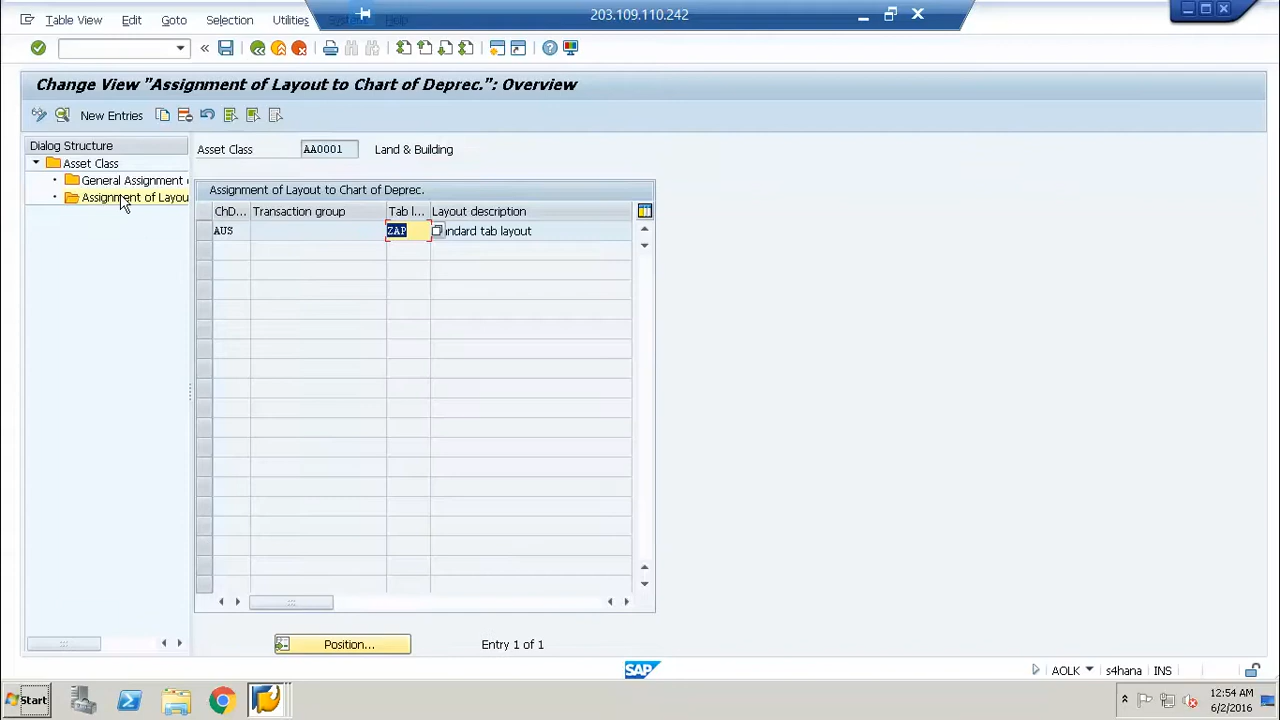 Table View Edit Goto Selection Utilities
203.109.110.242
Change View "Assignment of Layout to Chart of Deprec.": Overview
New Entries
Dialog Structure
Asset Class
General Assignment
Assignment of Layou
Asset Class AA0001 Land & Building
Assignment of Layout to Chart of Deprec.
ChD... Transaction group Tab l... Layout description
AUS ZAP ndard tab layout
Position... Entry 1 of 1
SAP
AOLK s4hana INS
Start
12:54 AM
6/2/2016